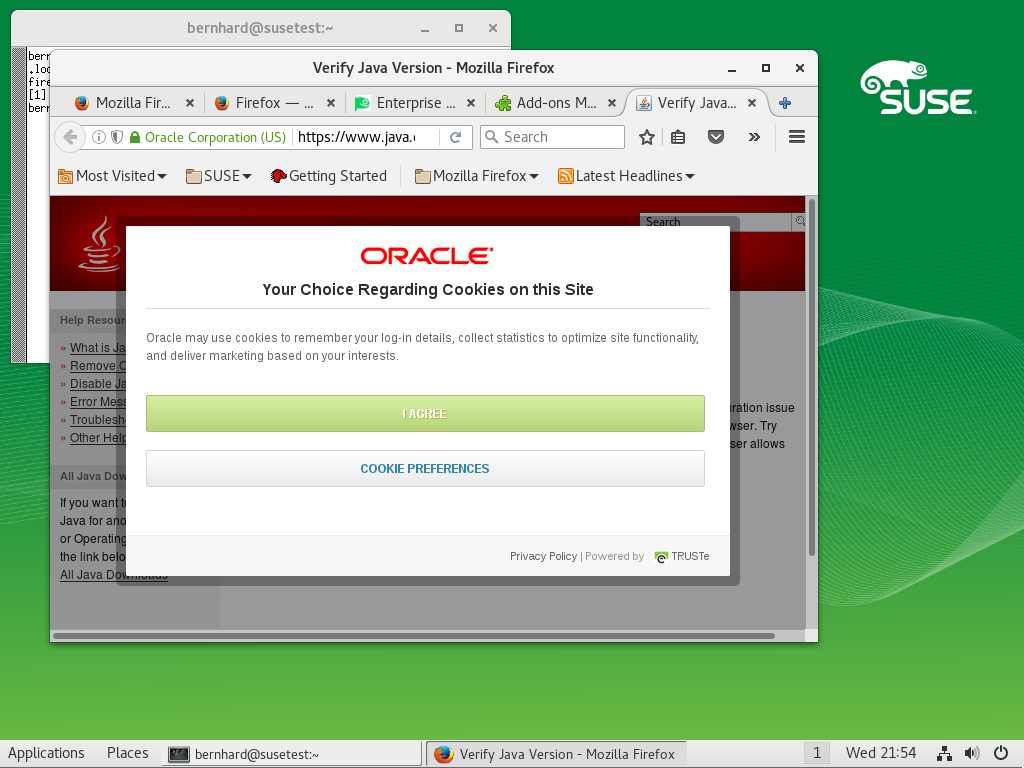 bernhard@susetest:~
bern
.loc
fire
[1]
bern
SUSE
Verify Java Version - Mozilla Firefox
Mozilla Fir...
Firefox — ...
Enterprise ...
Add-ons M...
Verify Java...
Oracle Corporation (US)
https://www.java.c
Search
Most Visited
SUSE
Getting Started
Mozilla Firefox
Latest Headlines
Search
ORACLE
Your Choice Regarding Cookies on this Site
Oracle may use cookies to remember your log-in details, collect statistics to optimize site functionality,
and deliver marketing based on your interests.
I AGREE
COOKIE PREFERENCES
Privacy Policy | Powered by TRUSTe
Help Resour
» What is Ja
» Remove O
» Disable Ja
» Error Mess
» Troublesh
» Other Help
All Java Dow
If you want to
Java for ano
or Operating
the link belo
All Java Downloads
uration issue
wser. Try
ser allows
Applications
Places
bernhard@susetest:~
Verify Java Version - Mozilla Firefox
1
Wed 21:54